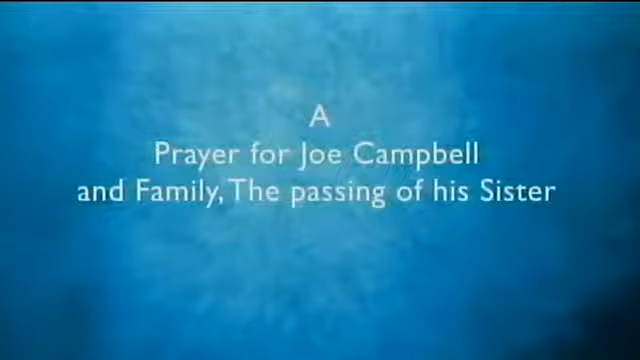 A
Prayer for Joe Campbell
and Family, The passing of his Sister